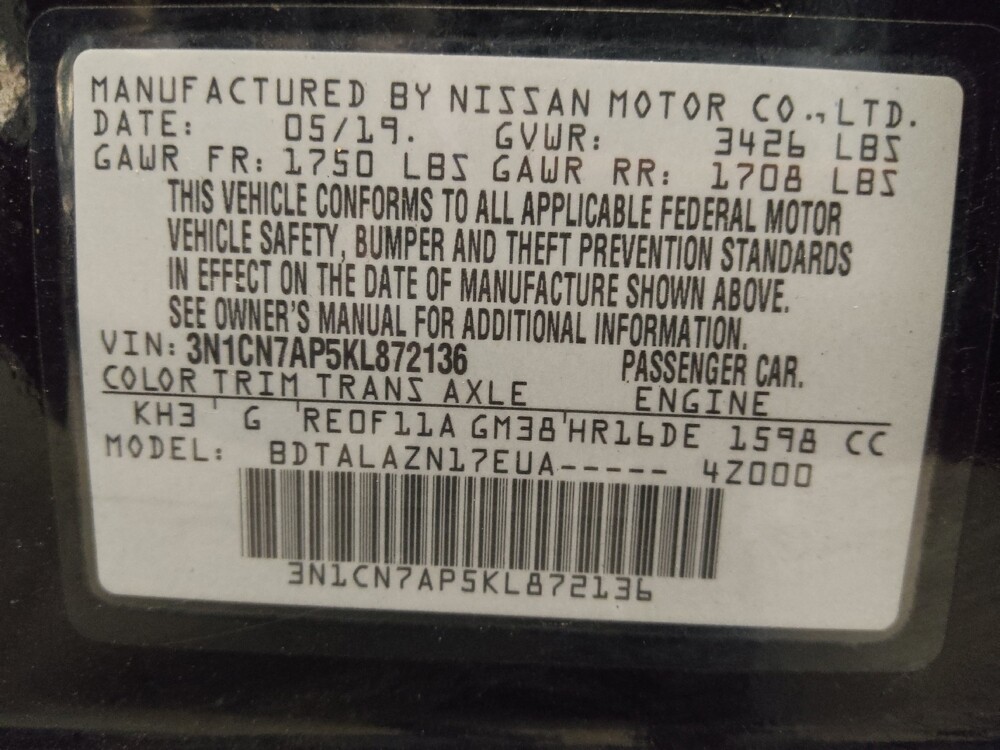 MANUFACTURED BY NISSAN MOTOR CO.,LTD.
DATE: 05/19. GVWR: 3426 LBS
GAWR FR: 1750 LBS GAWR RR: 1708 LBS
THIS VEHICLE CONFORMS TO ALL APPLICABLE FEDERAL MOTOR
VEHICLE SAFETY, BUMPER AND THEFT PREVENTION STANDARDS
IN EFFECT ON THE DATE OF MANUFACTURE SHOWN ABOVE.
SEE OWNER'S MANUAL FOR ADDITIONAL INFORMATION.
VIN: 3N1CN7AP5KL872136 PASSENGER CAR.
COLOR TRIM TRANS AXLE ENGINE
KH3 ' G 'RE0F11A GM38'HR16DE 1598 CC
MODEL: BDTALAZN17EUA----- 4Z000
3N1CN7AP5KL872136